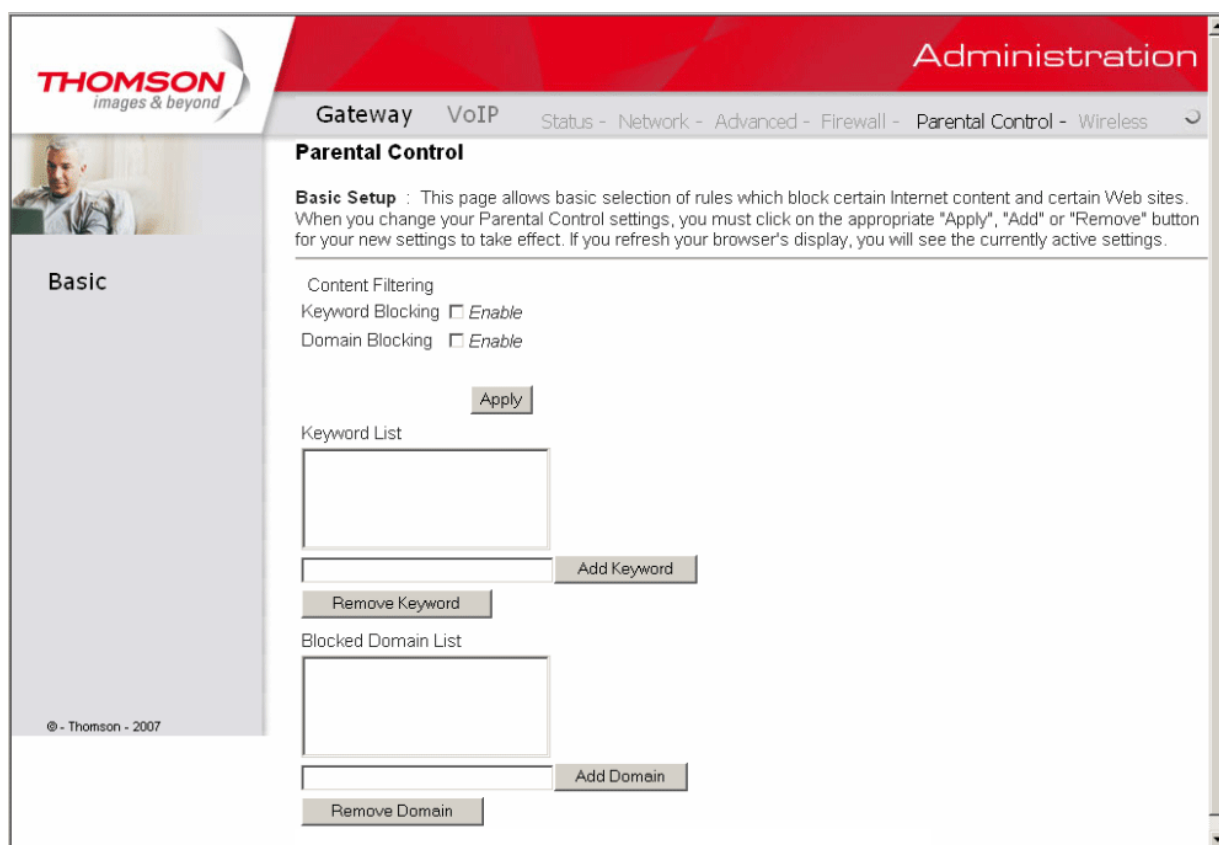 THOMSON
images & beyond
Administration
Gateway VoIP Status - Network - Advanced - Firewall - Parental Control - Wireless
Parental Control
Basic Setup : This page allows basic selection of rules which block certain Internet content and certain Web sites.
When you change your Parental Control settings, you must click on the appropriate "Apply", "Add" or "Remove" button
for your new settings to take effect. If you refresh your browser's display, you will see the currently active settings.
Basic
Content Filtering
Keyword Blocking Enable
Domain Blocking Enable
Apply
Keyword List
Add Keyword
Remove Keyword
Blocked Domain List
Add Domain
Remove Domain
© - Thomson - 2007